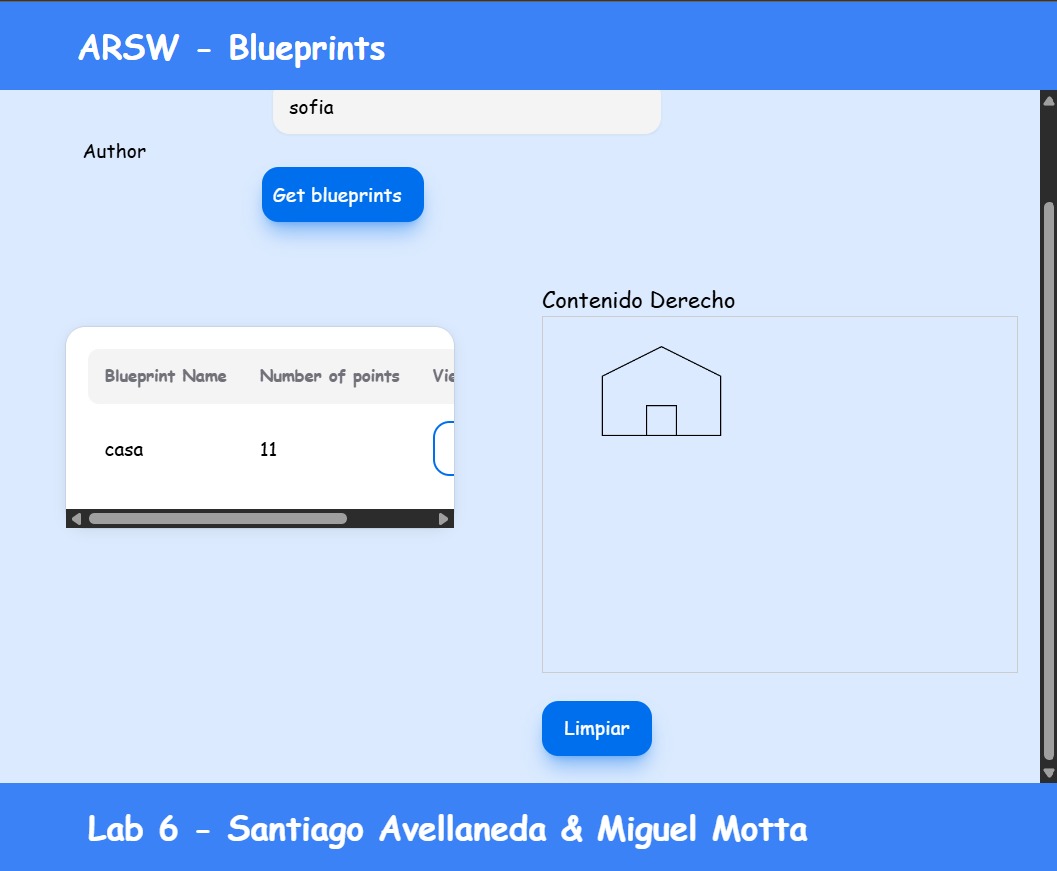 ARSW - Blueprints
sofia
Author
Get blueprints
Contenido Derecho
Blueprint Name Number of points Vie
casa 11
Limpiar
Lab 6 - Santiago Avellaneda & Miguel Motta